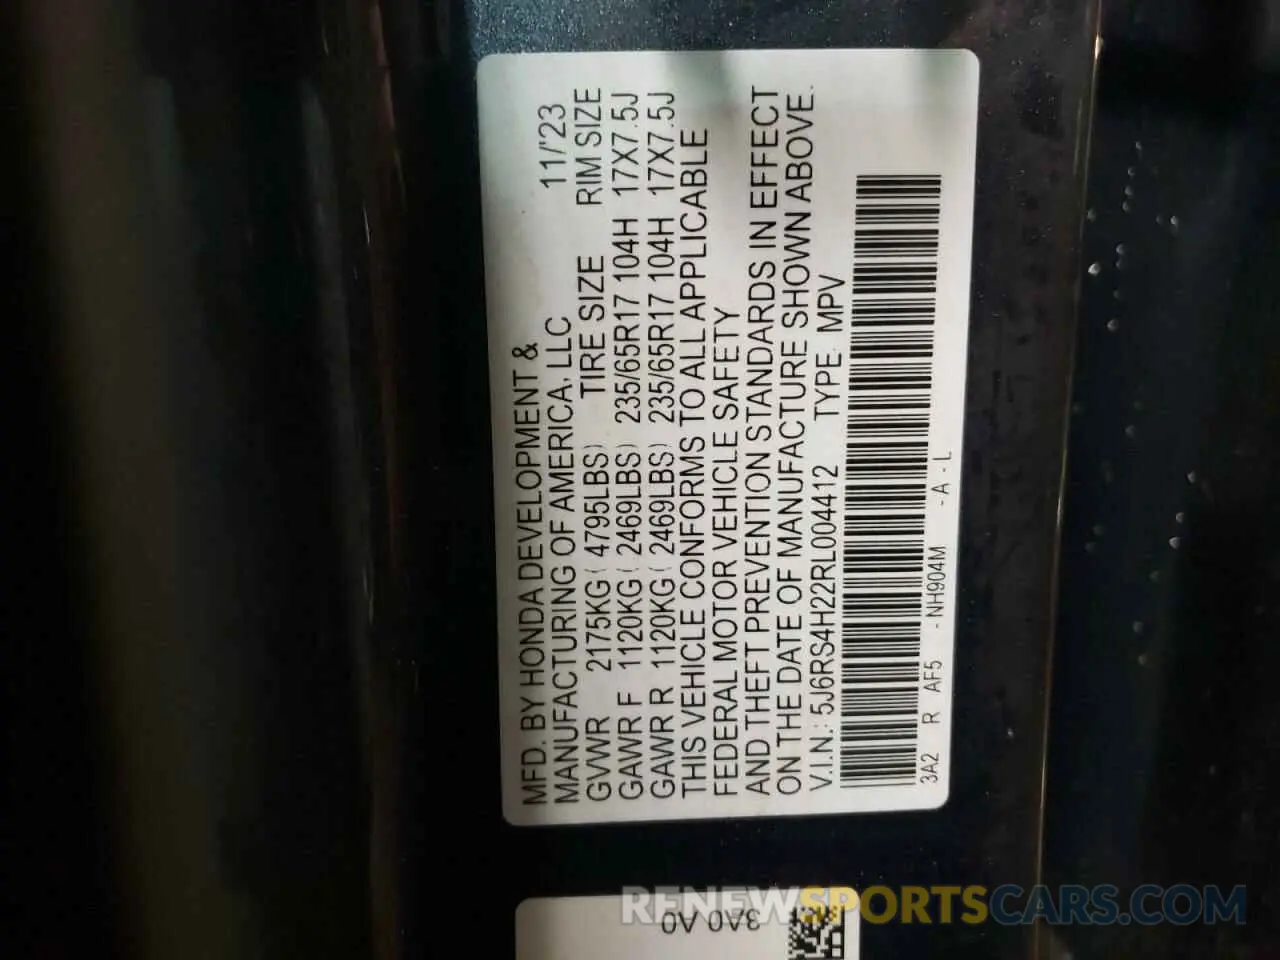 MFD. BY HONDA DEVELOPMENT &
MANUFACTURING OF AMERICA, LLC 11/'23
GVWR 2175KG ( 4795LBS) TIRE SIZE RIM SIZE
GAWR F 1120KG ( 2469LBS) 235/65R17 104H 17X7.5J
GAWR R 1120KG ( 2469LBS) 235/65R17 104H 17X7.5J
THIS VEHICLE CONFORMS TO ALL APPLICABLE
FEDERAL MOTOR VEHICLE SAFETY
AND THEFT PREVENTION STANDARDS IN EFFECT
ON THE DATE OF MANUFACTURE SHOWN ABOVE.
V.I.N.: 5J6RS4H22RL004412 TYPE: MPV
3A2 R AF5 - NH904M - A - L
3A0 A0
RENEWSPORTSCARS.COM